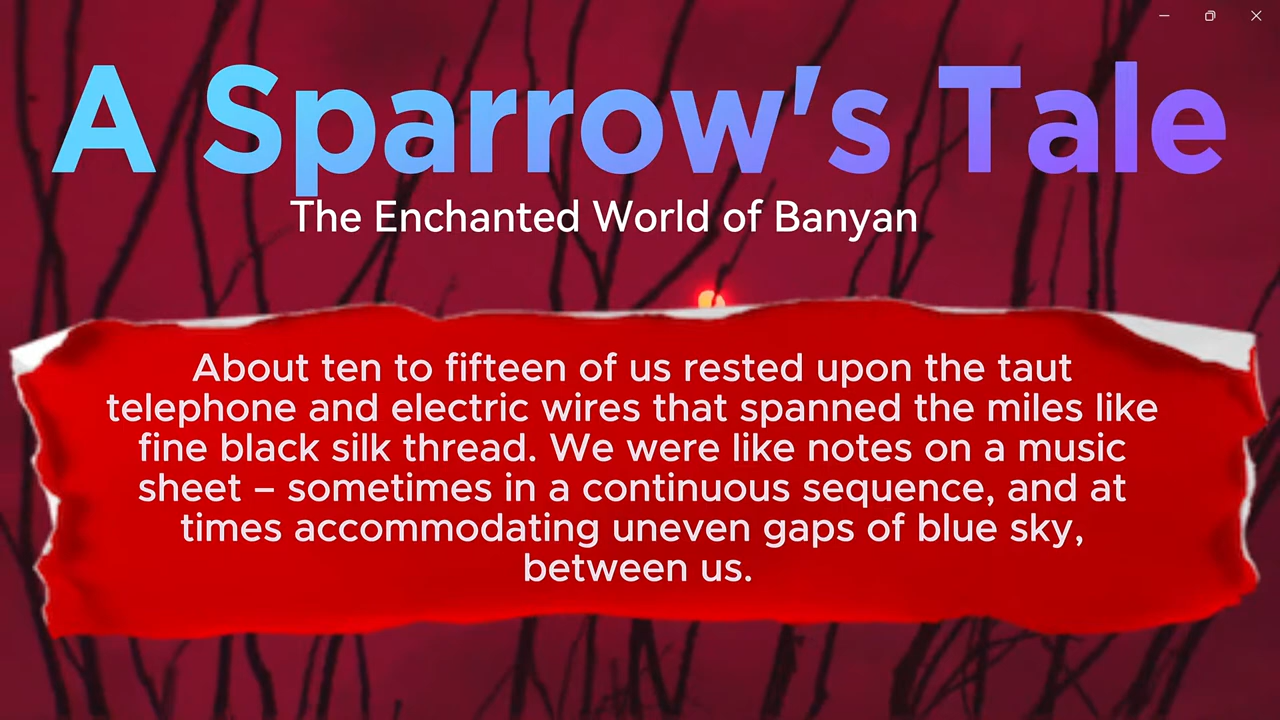 A Sparrow's Tale
The Enchanted World of Banyan
About ten to fifteen of us rested upon the taut
telephone and electric wires that spanned the miles like
fine black silk thread. We were like notes on a music
sheet – sometimes in a continuous sequence, and at
times accommodating uneven gaps of blue sky,
between us.